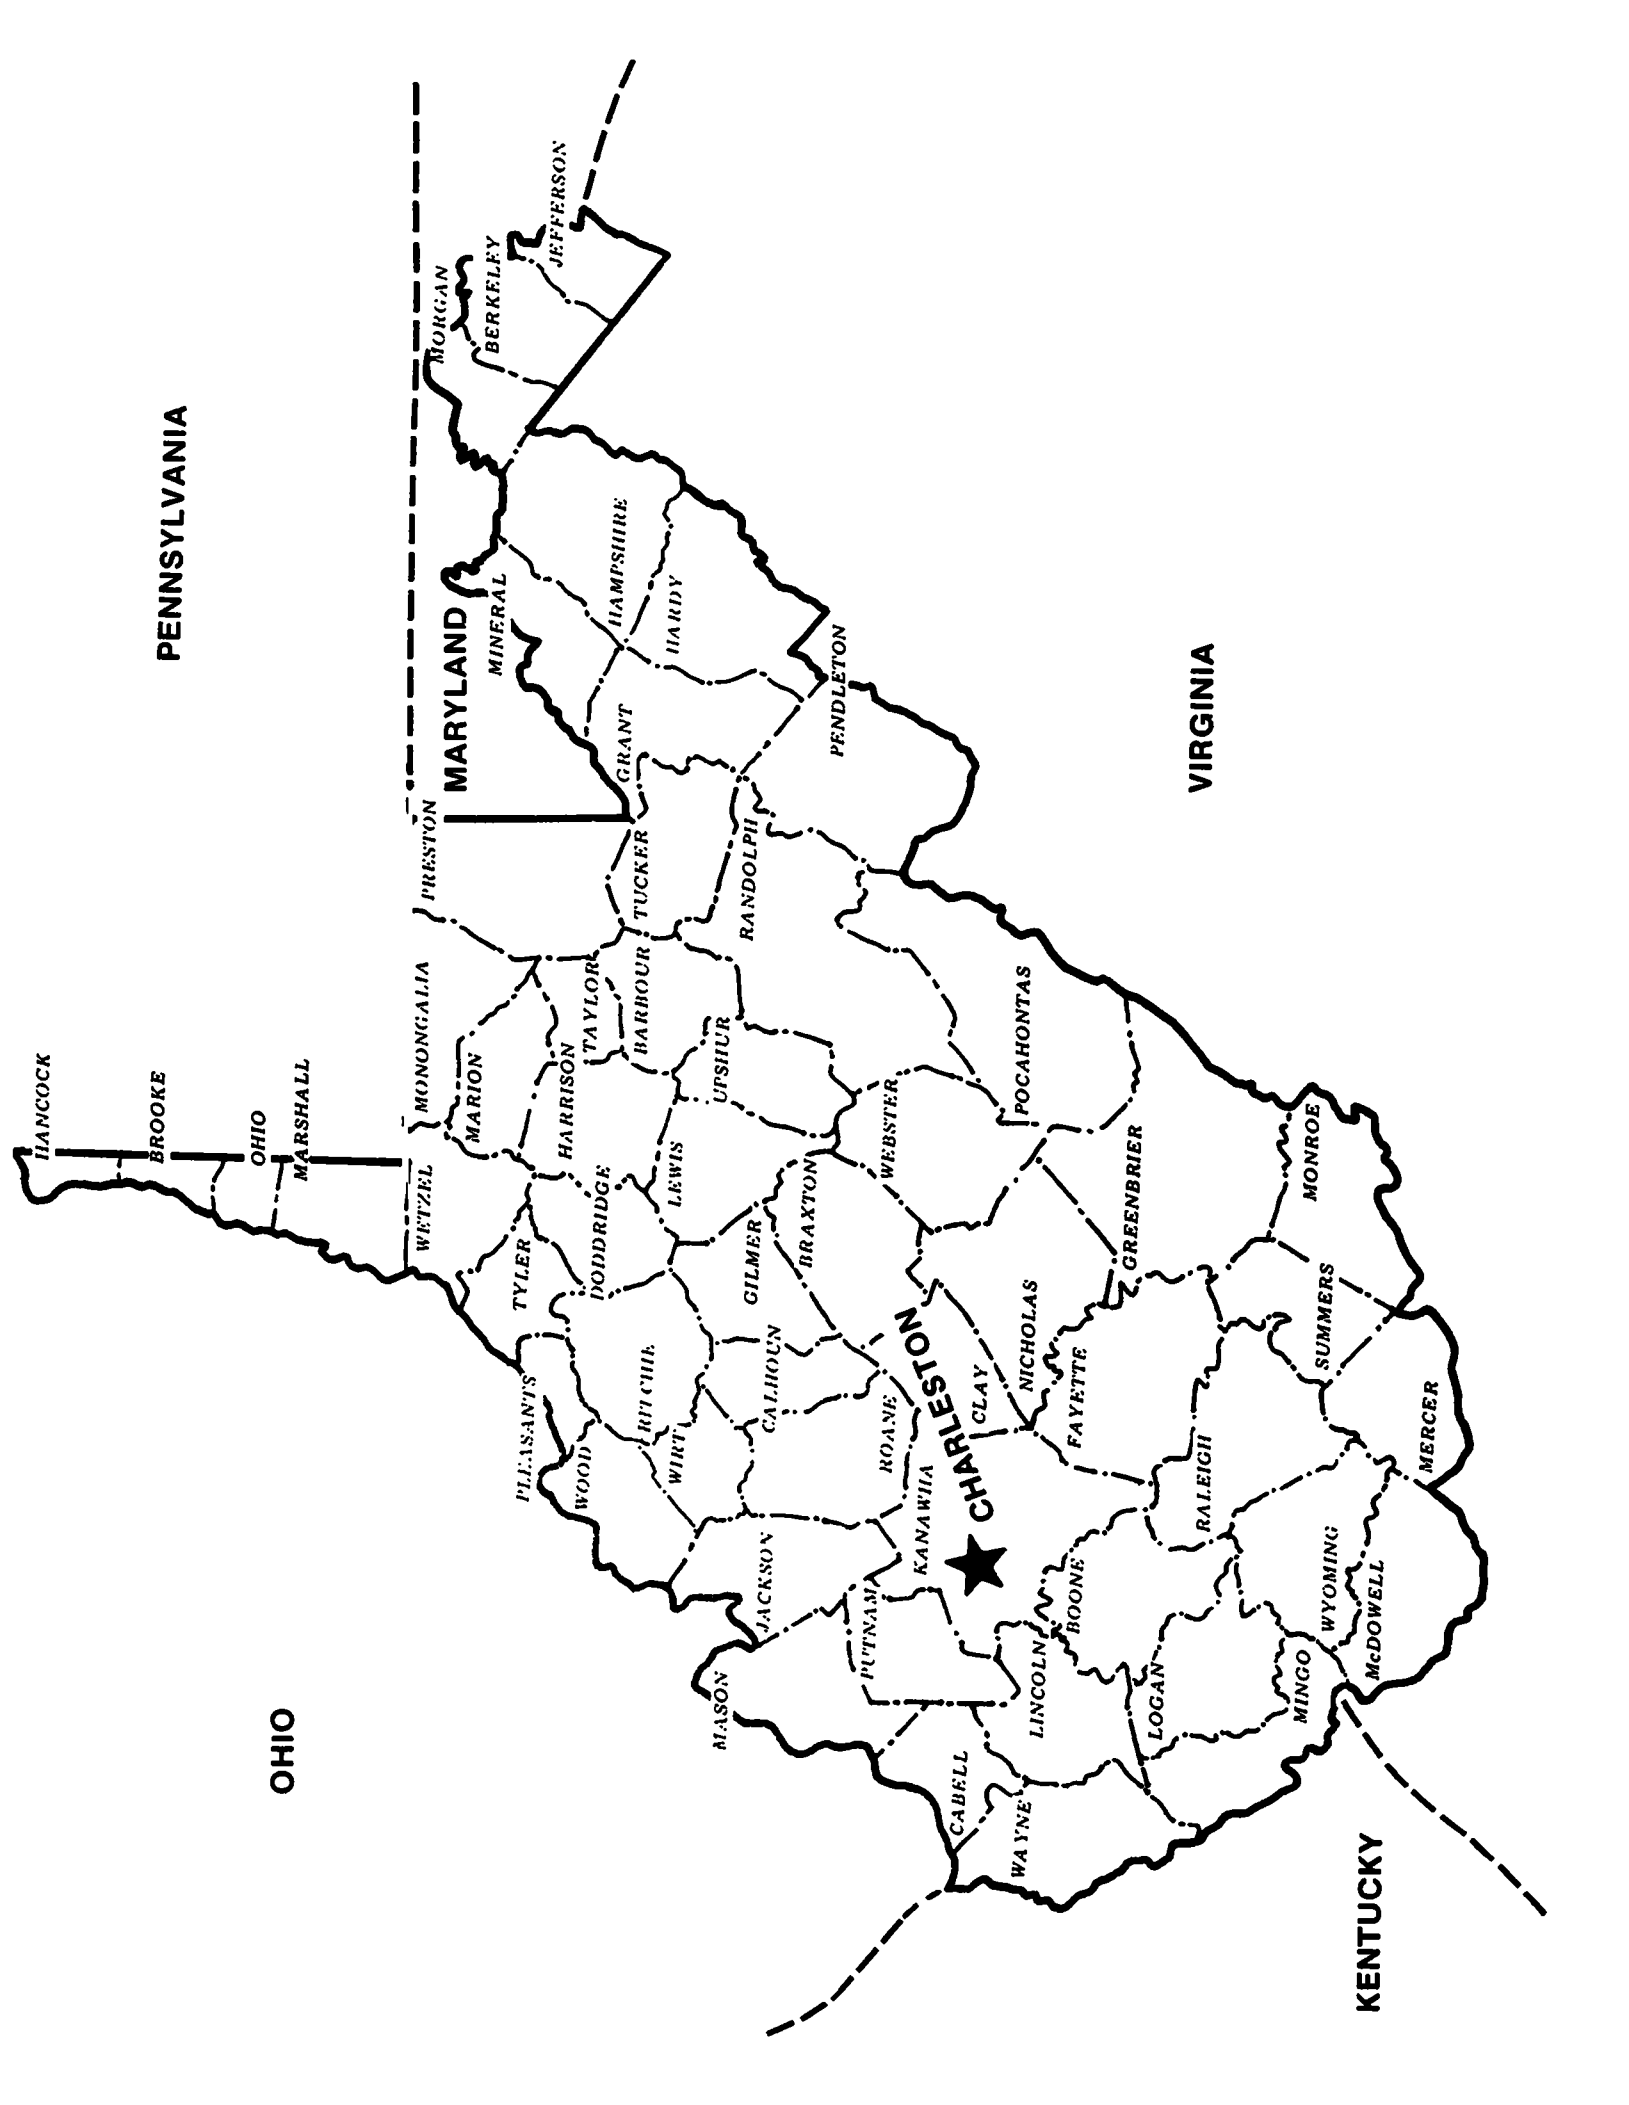 HANCOCK
BROOKE
OHIO
MARSHALL
PENNSYLVANIA
OHIO
WETZEL
MONONGALIA
PRESTON
MARYLAND
MORGAN
BERKELEY
JEFFERSON
MINERAL
HAMPSHIRE
HARDY
GRANT
TUCKER
RANDOLPH
PENDLETON
MARION
TAYLOR
BARBOUR
HARRISON
UPSHUR
TYLER
DODDRIDGE
LEWIS
PLEASANTS
WOOD
RITCHIE
WIRT
GILMER
CALHOUN
BRAXTON
WEBSTER
POCAHONTAS
VIRGINIA
MASON
JACKSON
ROANE
PUTNAM
KANAWHA
CHARLESTON
CLAY
NICHOLAS
GREENBRIER
FAYETTE
CABELL
WAYNE
LINCOLN
BOONE
LOGAN
RALEIGH
SUMMERS
MONROE
MINGO
WYOMING
McDOWELL
MERCER
KENTUCKY